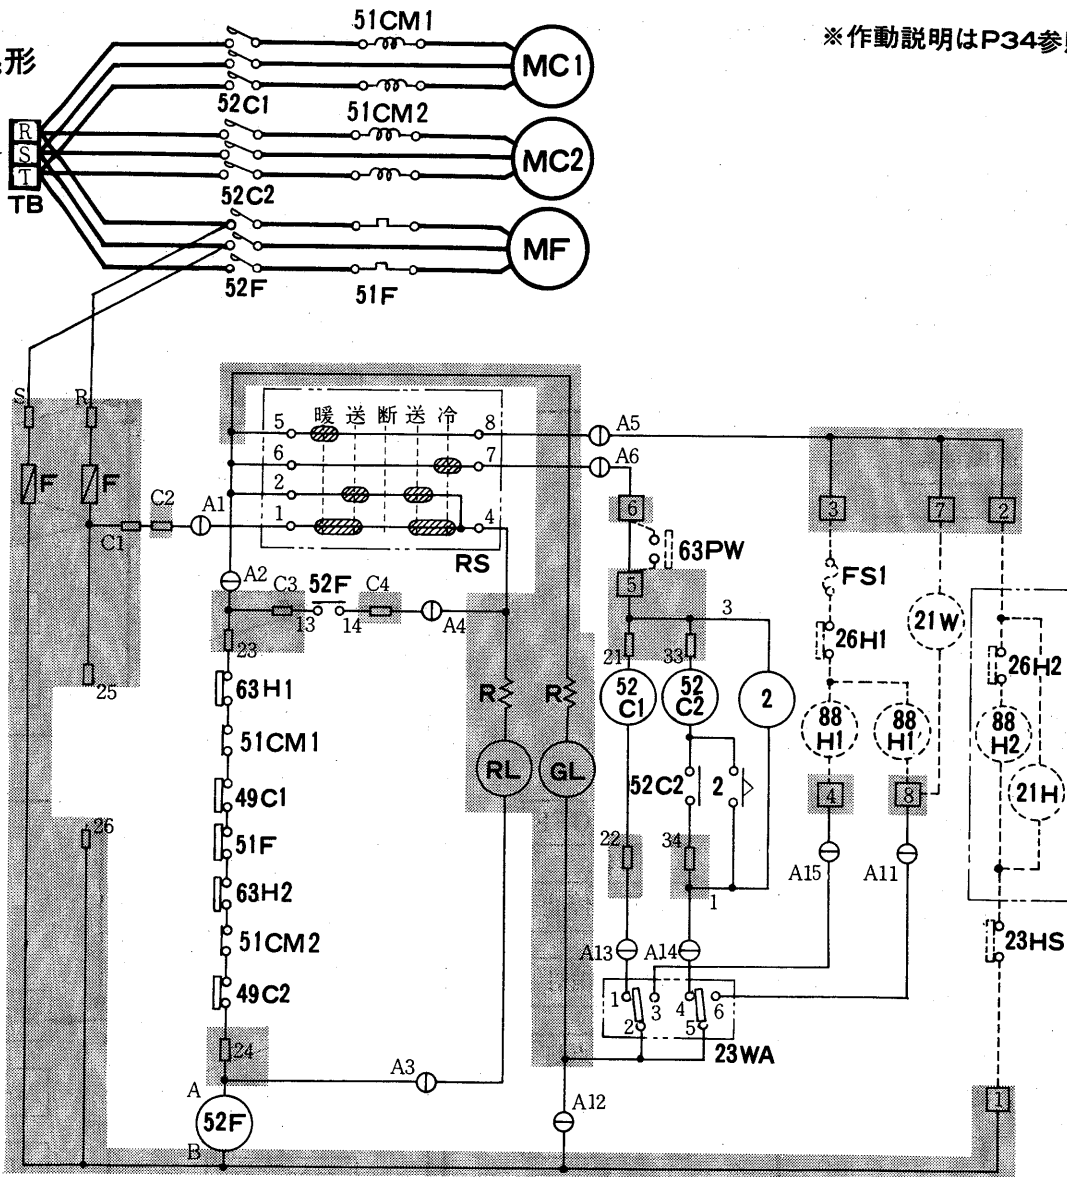 形
※作動説明はP34参照
51CM1
MC1
52C1
51CM2
R
S
T
TB
MC2
52C2
MF
52F
51F
S
R
F
F
C1
C2
A1
暖 送 断 送 冷
5
8
6
7
2
1
4
RS
A5
A6
A2
C3
52F
C4
13
14
A4
23
25
26
63H1
51CM1
49C1
51F
63H2
51CM2
49C2
24
A
52F
B
A3
R
R
RL
GL
A12
6
63PW
5
3
21
33
52
C1
52
C2
2
52C2
2
22
34
1
A13
A14
1
2
3
4
5
6
23WA
3
7
2
FS1
26H1
21W
88
H1
88
H1
4
8
A15
A11
26H2
88
H2
21H
23HS
1